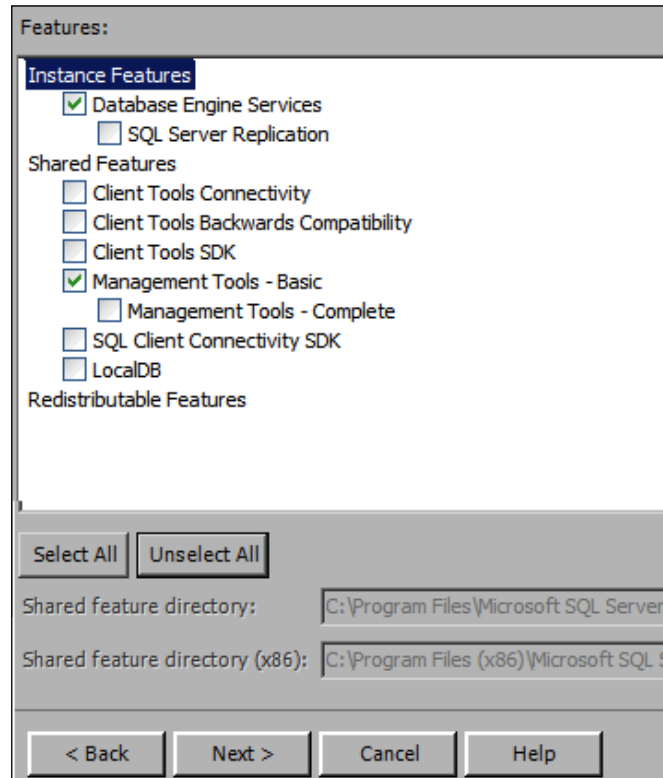 Features:
Instance Features
Database Engine Services
SQL Server Replication
Shared Features
Client Tools Connectivity
Client Tools Backwards Compatibility
Client Tools SDK
Management Tools - Basic
Management Tools - Complete
SQL Client Connectivity SDK
LocalDB
Redistributable Features
Select All Unselect All
Shared feature directory: C:\Program Files\Microsoft SQL Server
Shared feature directory (x86): C:\Program Files (x86)\Microsoft SQL
< Back Next > Cancel Help